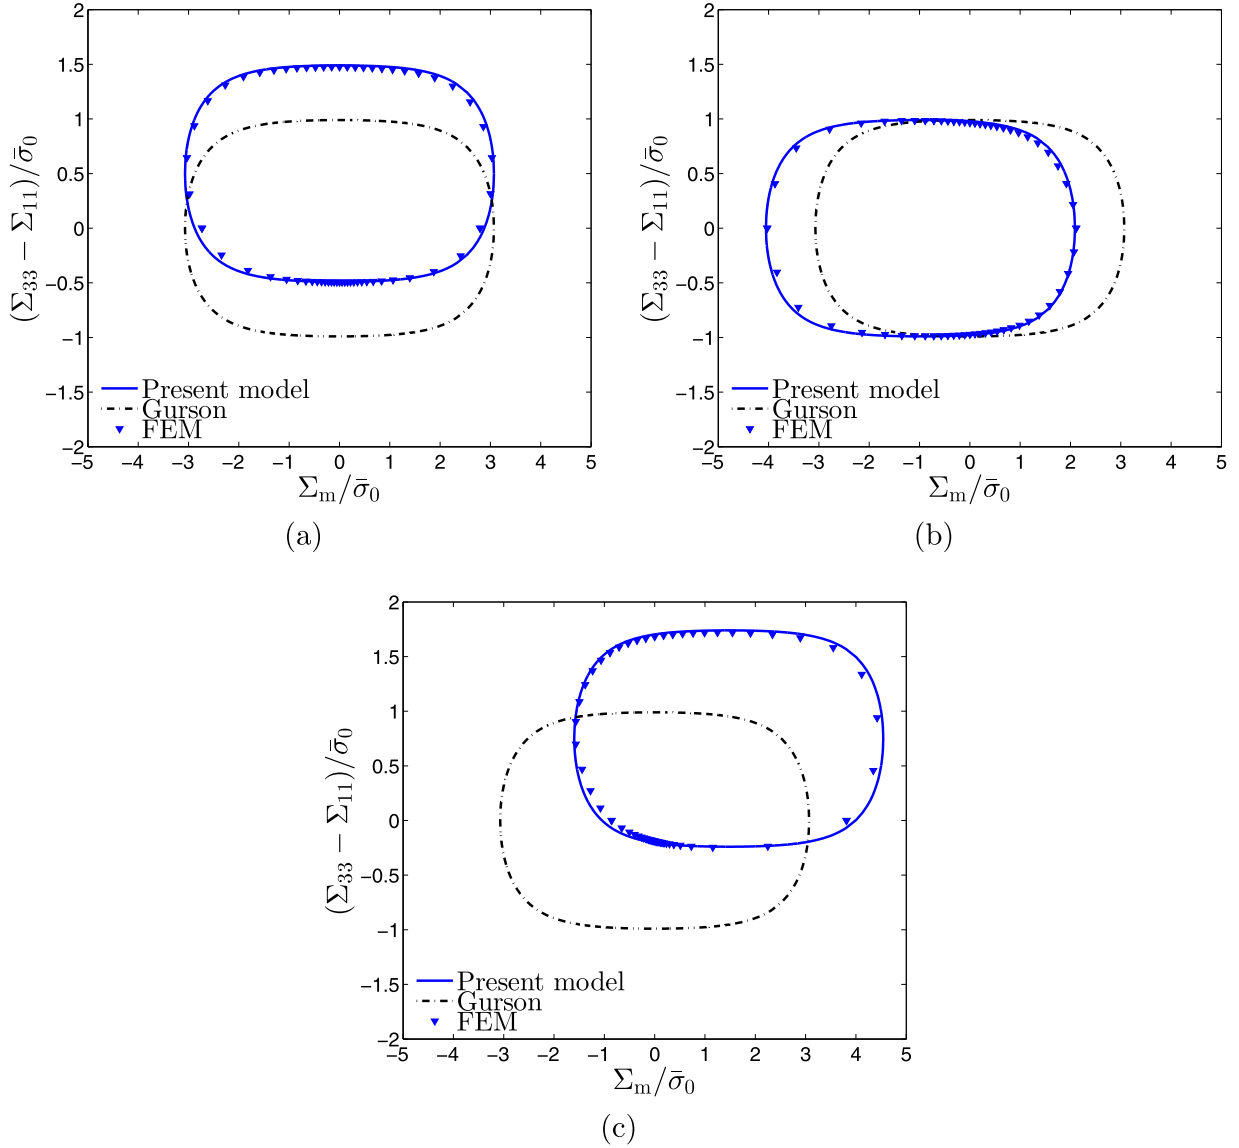 2
1.5
1
0.5
0
−0.5
−1
−1.5
−2
(Σ33 − Σ11)/σ̄0
Present model
Gurson
FEM
−5 −4 −3 −2 −1 0 1 2 3 4 5
Σm/σ̄0
(a)
2
1.5
1
0.5
0
−0.5
−1
−1.5
−2
(Σ33 − Σ11)/σ̄0
Present model
Gurson
FEM
−5 −4 −3 −2 −1 0 1 2 3 4 5
Σm/σ̄0
(b)
2
1.5
1
0.5
0
−0.5
−1
−1.5
−2
(Σ33 − Σ11)/σ̄0
Present model
Gurson
FEM
−5 −4 −3 −2 −1 0 1 2 3 4 5
Σm/σ̄0
(c)